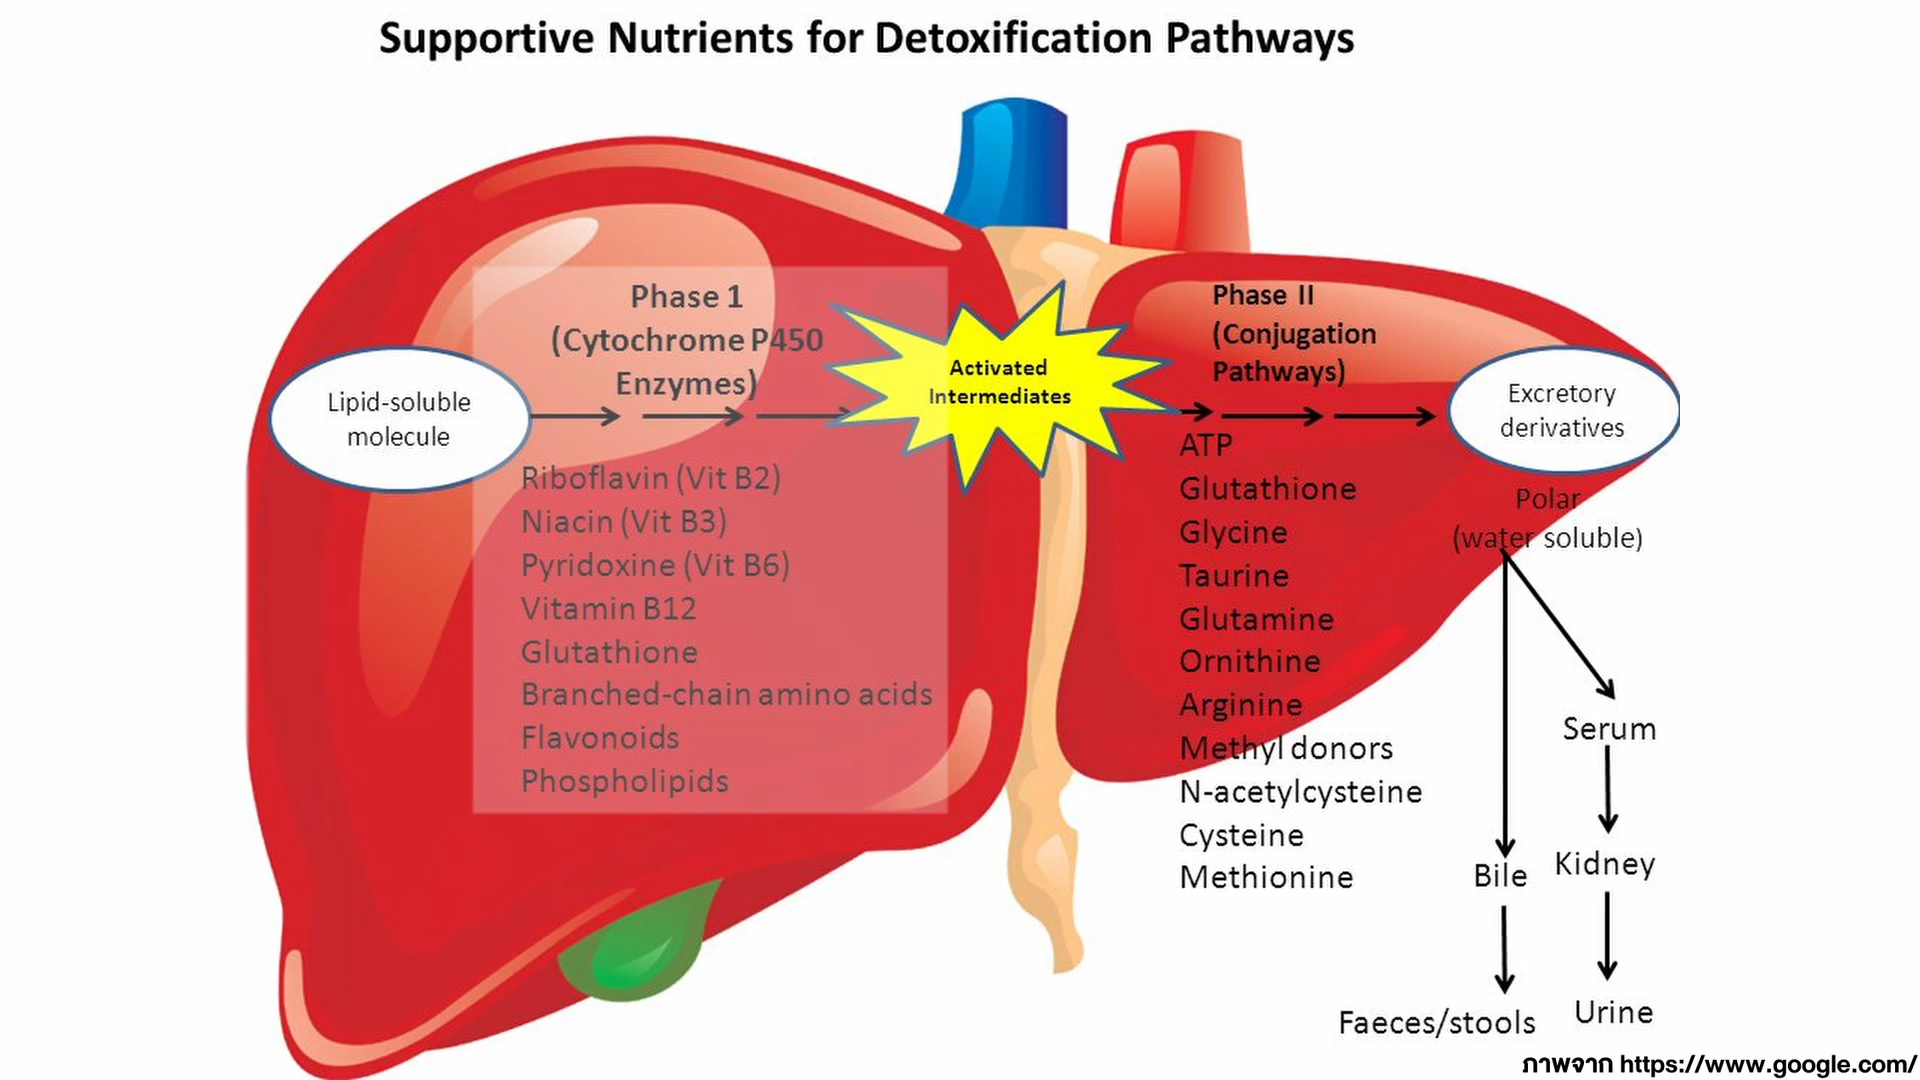 Supportive Nutrients for Detoxification Pathways
Lipid-soluble
molecule
Phase 1
(Cytochrome P450
Enzymes)
Riboflavin (Vit B2)
Niacin (Vit B3)
Pyridoxine (Vit B6)
Vitamin B12
Glutathione
Branched-chain amino acids
Flavonoids
Phospholipids
Activated
Intermediates
Phase II
(Conjugation
Pathways)
ATP
Glutathione
Glycine
Taurine
Glutamine
Ornithine
Arginine
Methyl donors
N-acetylcysteine
Cysteine
Methionine
Excretory
derivatives
Polar
(water soluble)
Bile
Faeces/stools
Serum
Kidney
Urine
ภาพจาก https://www.google.com/